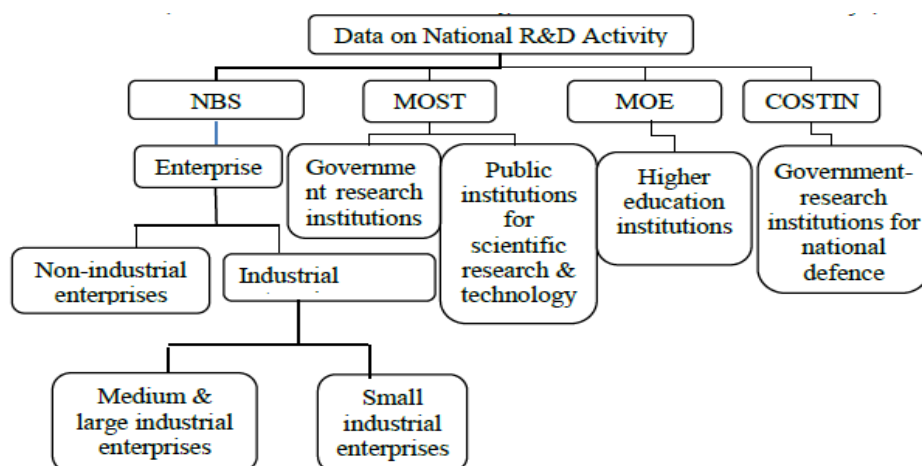 Data on National R&D Activity
NBS
MOST
MOE
COSTIN
Enterprise
Governme
nt research
institutions
Public
institutions
for
scientific
research &
technology
Higher
education
institutions
Government-
research
institutions for
national
defence
Non-industrial
enterprises
Industrial
Medium &
large industrial
enterprises
Small
industrial
enterprises